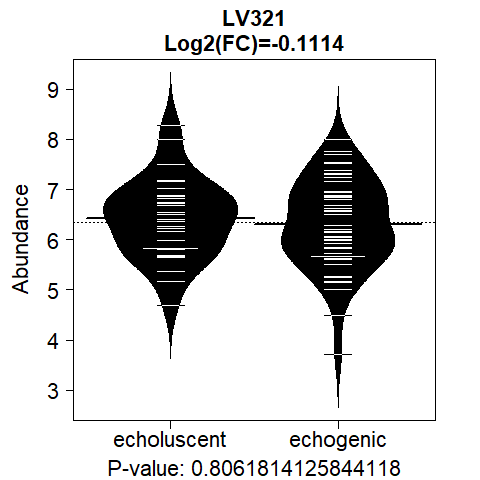 LV321
Log2(FC)=-0.1114
Abundance
9
8
7
6
5
4
3
echoluscent echogenic
P-value: 0.8061814125844118